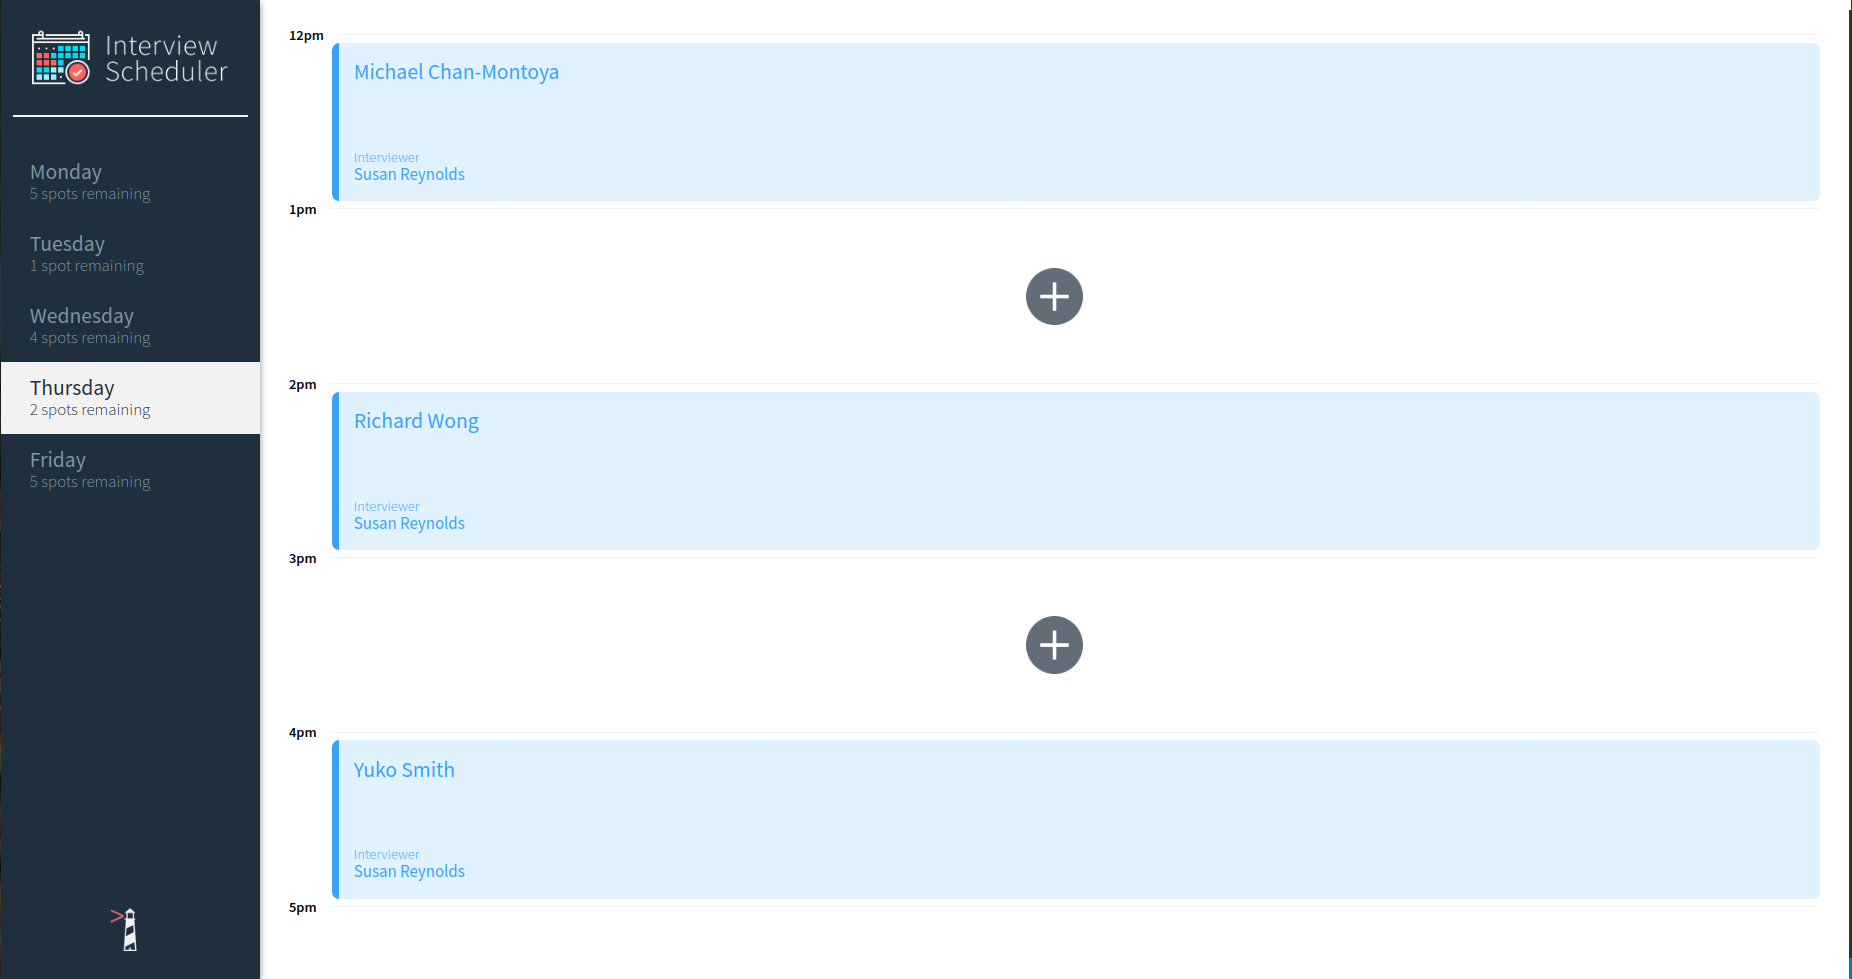 Interview
Scheduler
Monday
5 spots remaining
Tuesday
1 spot remaining
Wednesday
4 spots remaining
Thursday
2 spots remaining
Friday
5 spots remaining
12pm
Michael Chan-Montoya
Interviewer
Susan Reynolds
1pm
2pm
Richard Wong
Interviewer
Susan Reynolds
3pm
4pm
Yuko Smith
Interviewer
Susan Reynolds
5pm